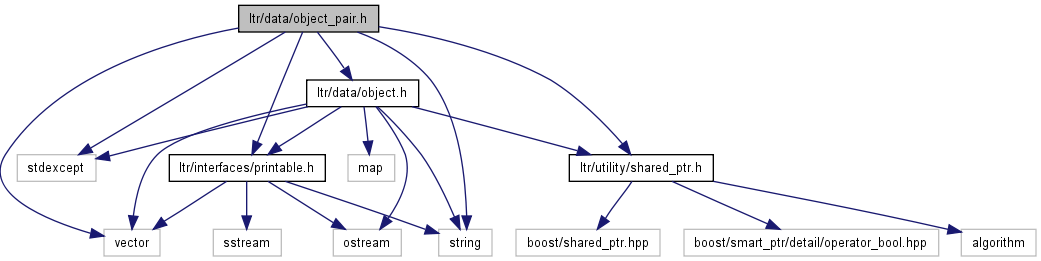 ltr/data/object_pair.h
ltr/data/object.h
stdexcept
ltr/interfaces/printable.h
map
ltr/utility/shared_ptr.h
vector
sstream
ostream
string
boost/shared_ptr.hpp
boost/smart_ptr/detail/operator_bool.hpp
algorithm